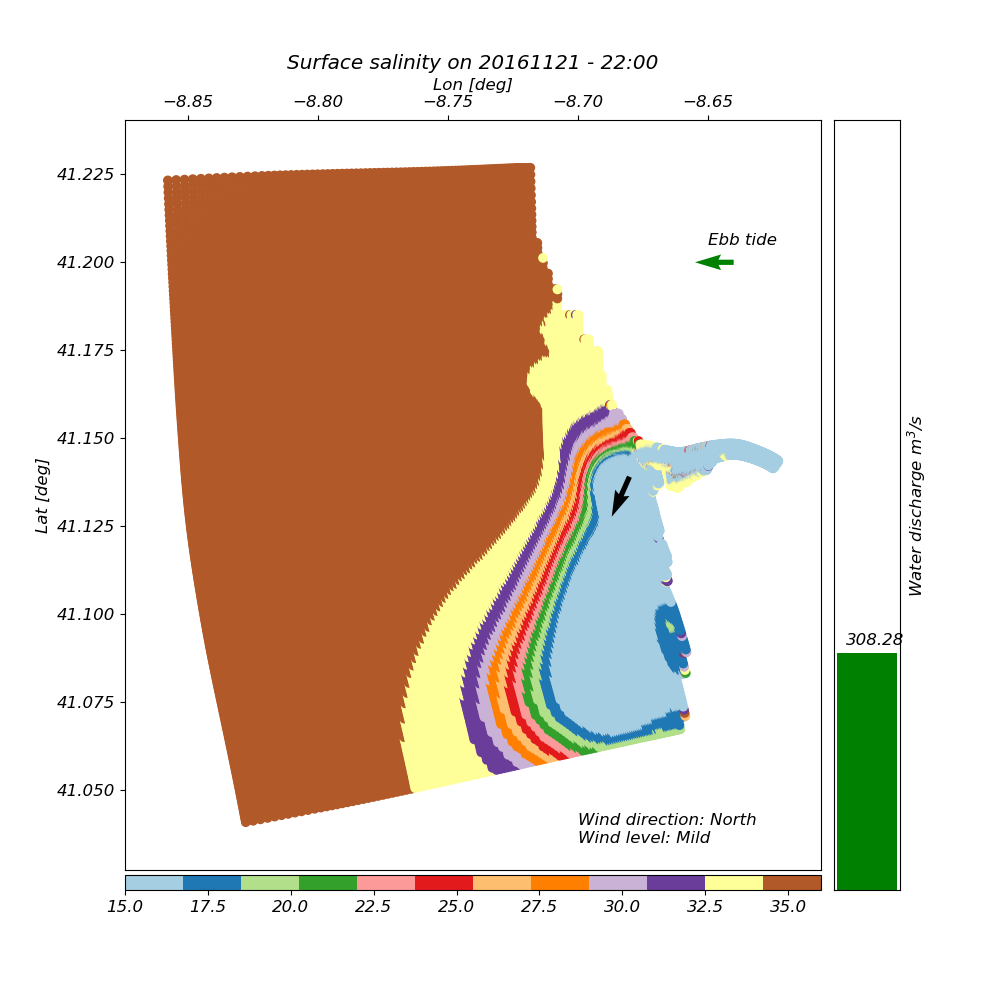 Surface salinity on 20161121 - 22:00
Lon [deg]
−8.85 −8.80 −8.75 −8.70 −8.65
41.225
41.200
41.175
41.150
41.125
41.100
41.075
41.050
Lat [deg]
Ebb tide
Wind direction: North
Wind level: Mild
15.0 17.5 20.0 22.5 25.0 27.5 30.0 32.5 35.0
308.28
Water discharge m³/s